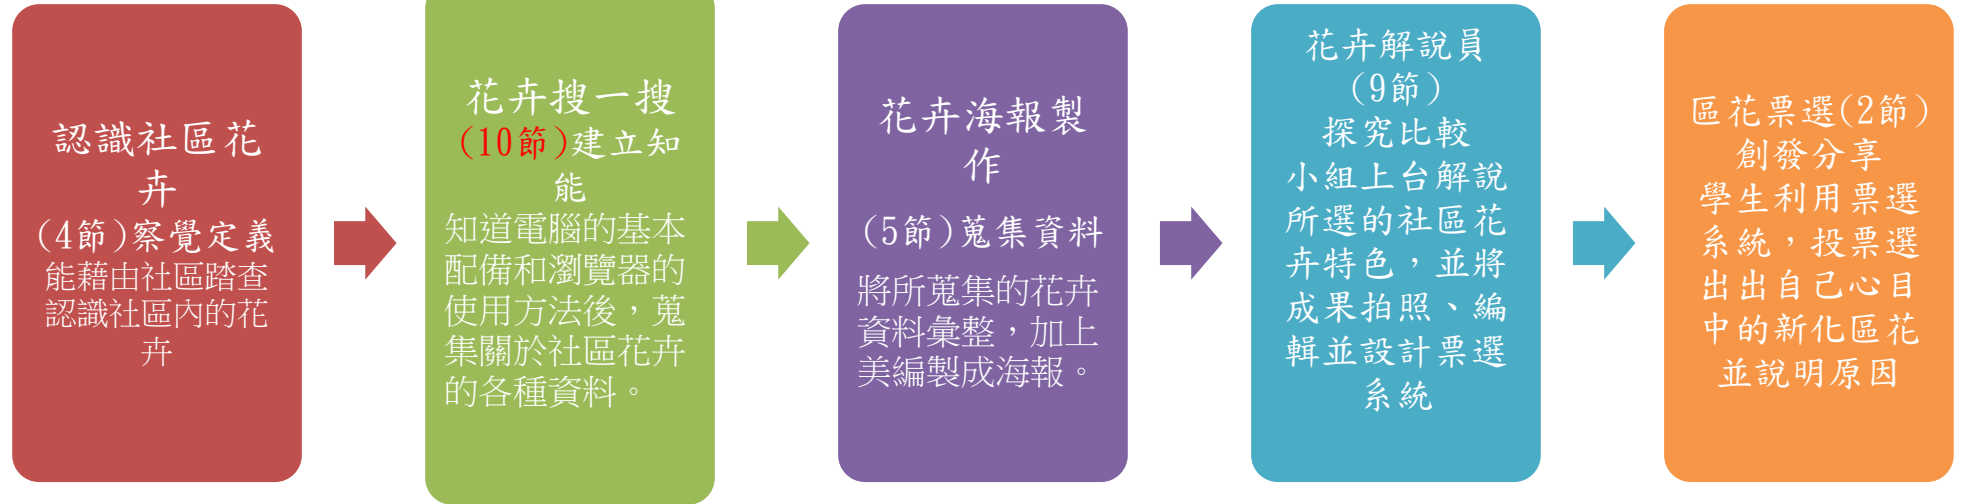 認識社區花
卉
(4節)察覺定義
能藉由社區踏查
認識社區內的花
卉
花卉搜一搜
(10節)建立知
能
知道電腦的基本
配備和瀏覽器的
使用方法後，蒐
集關於社區花卉
的各種資料。
花卉海報製
作
(5節)蒐集資料
將所蒐集的花卉
資料彙整，加上
美編製成海報。
花卉解說員
(9節)
探究比較
小組上台解說
所選的社區花
卉特色，並將
成果拍照、編
輯並設計票選
系統
區花票選(2節)
創發分享
學生利用票選
系統，投票選
出出自己心目
中的新化區花
並說明原因